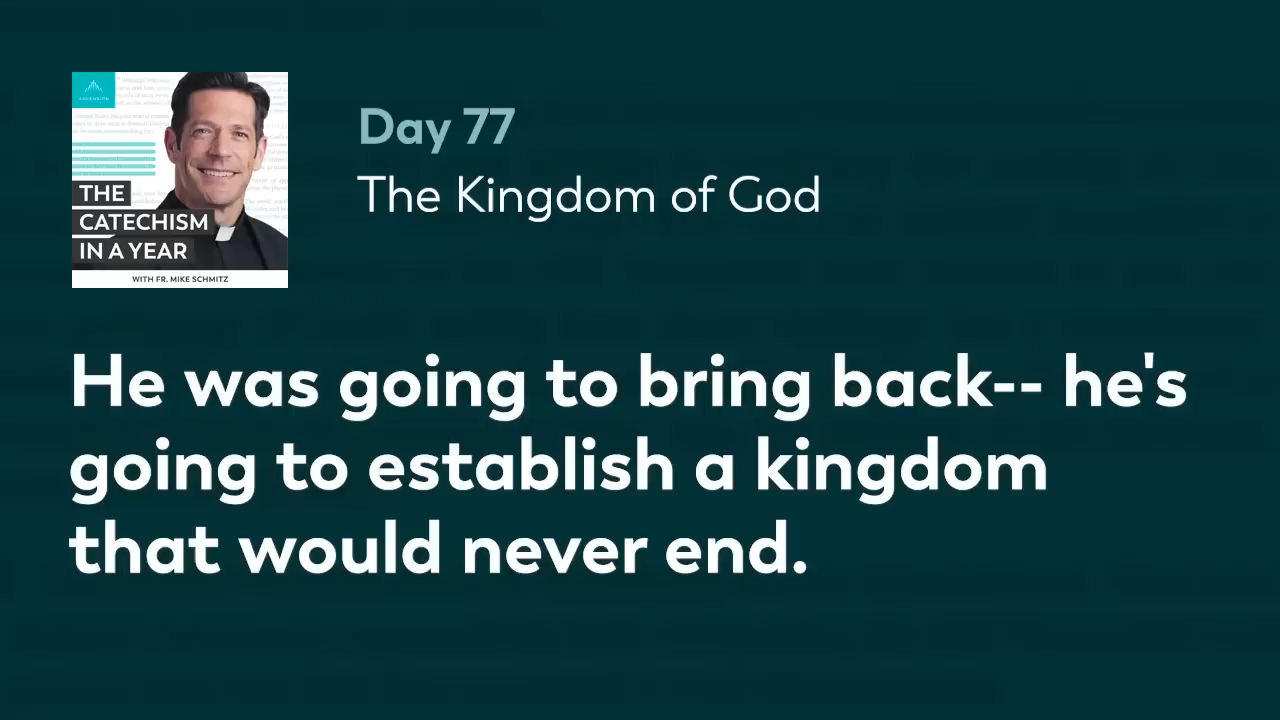 ASCENSION
THE
CATECHISM
IN A YEAR
WITH FR. MIKE SCHMITZ
Day 77
The Kingdom of God
He was going to bring back-- he's
going to establish a kingdom
that would never end.